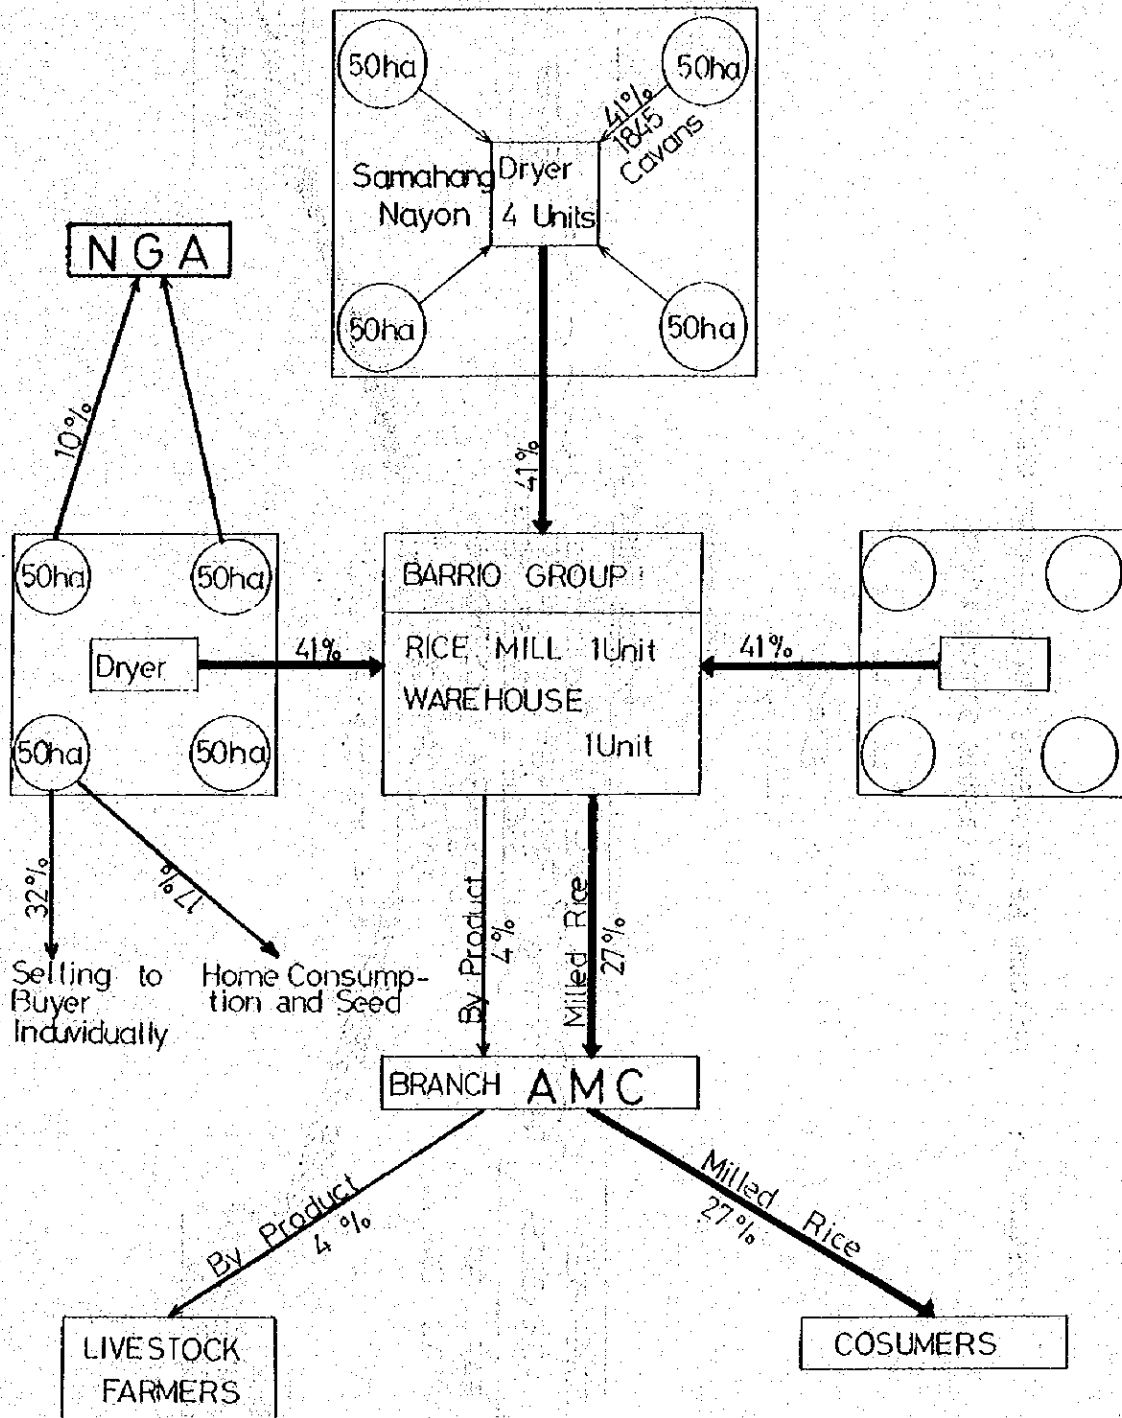 50ha
50ha
41%
1845
Cavans
Samahang
Nayon
Dryer
4 Units
50ha
50ha
NGA
10%
41%
50ha
50ha
Dryer
50ha
50ha
41%
BARRIO GROUP
RICE MILL 1Unit
WAREHOUSE
1Unit
41%
32%
17%
Selling to
Buyer
Individually
Home Consump-
tion and Seed
By Product
4%
Milled Rice
27%
BRANCH AMC
By Product
4%
Milled Rice
27%
LIVESTOCK
FARMERS
COSUMERS